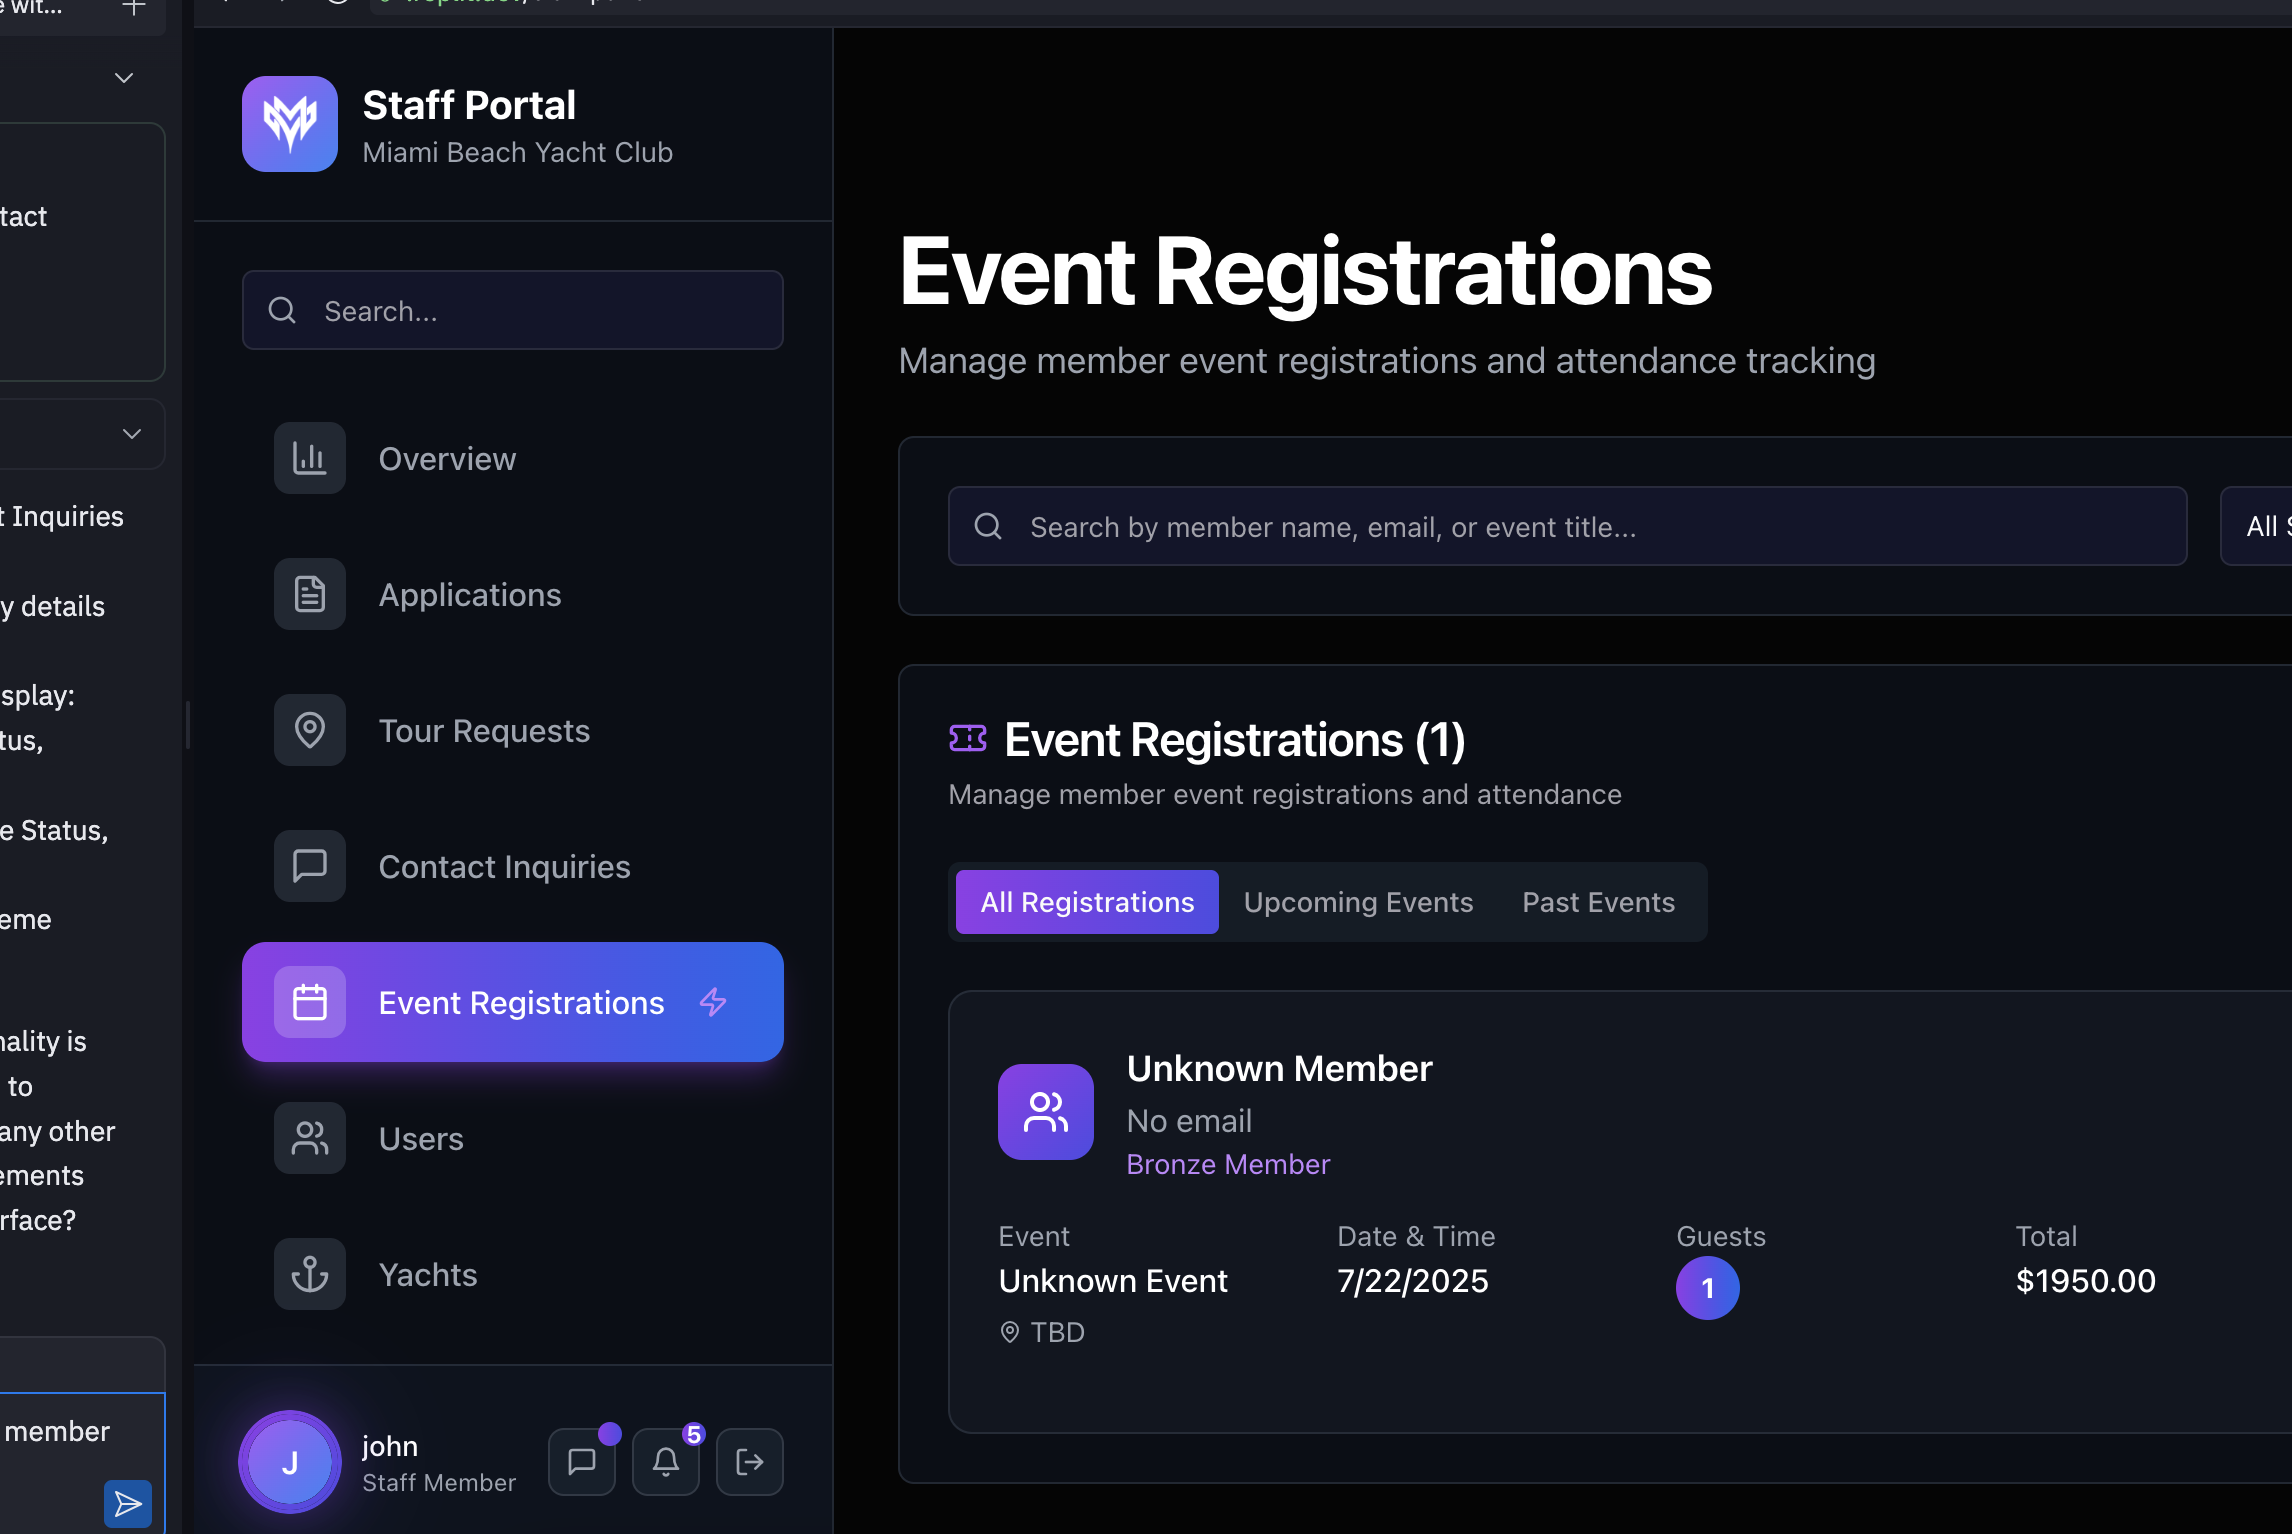 e wit...
tact
t Inquiries
y details
splay:
tus,
e Status,
eme
nality is
to
any other
ements
rface?
member
Staff Portal
Miami Beach Yacht Club
Search...
Overview
Applications
Tour Requests
Contact Inquiries
Event Registrations
Users
Yachts
J
john
Staff Member
5
Event Registrations
Manage member event registrations and attendance tracking
Search by member name, email, or event title...
All S
Event Registrations (1)
Manage member event registrations and attendance
All Registrations Upcoming Events Past Events
Unknown Member
No email
Bronze Member
Event Date & Time Guests Total
Unknown Event 7/22/2025 1 $1950.00
TBD